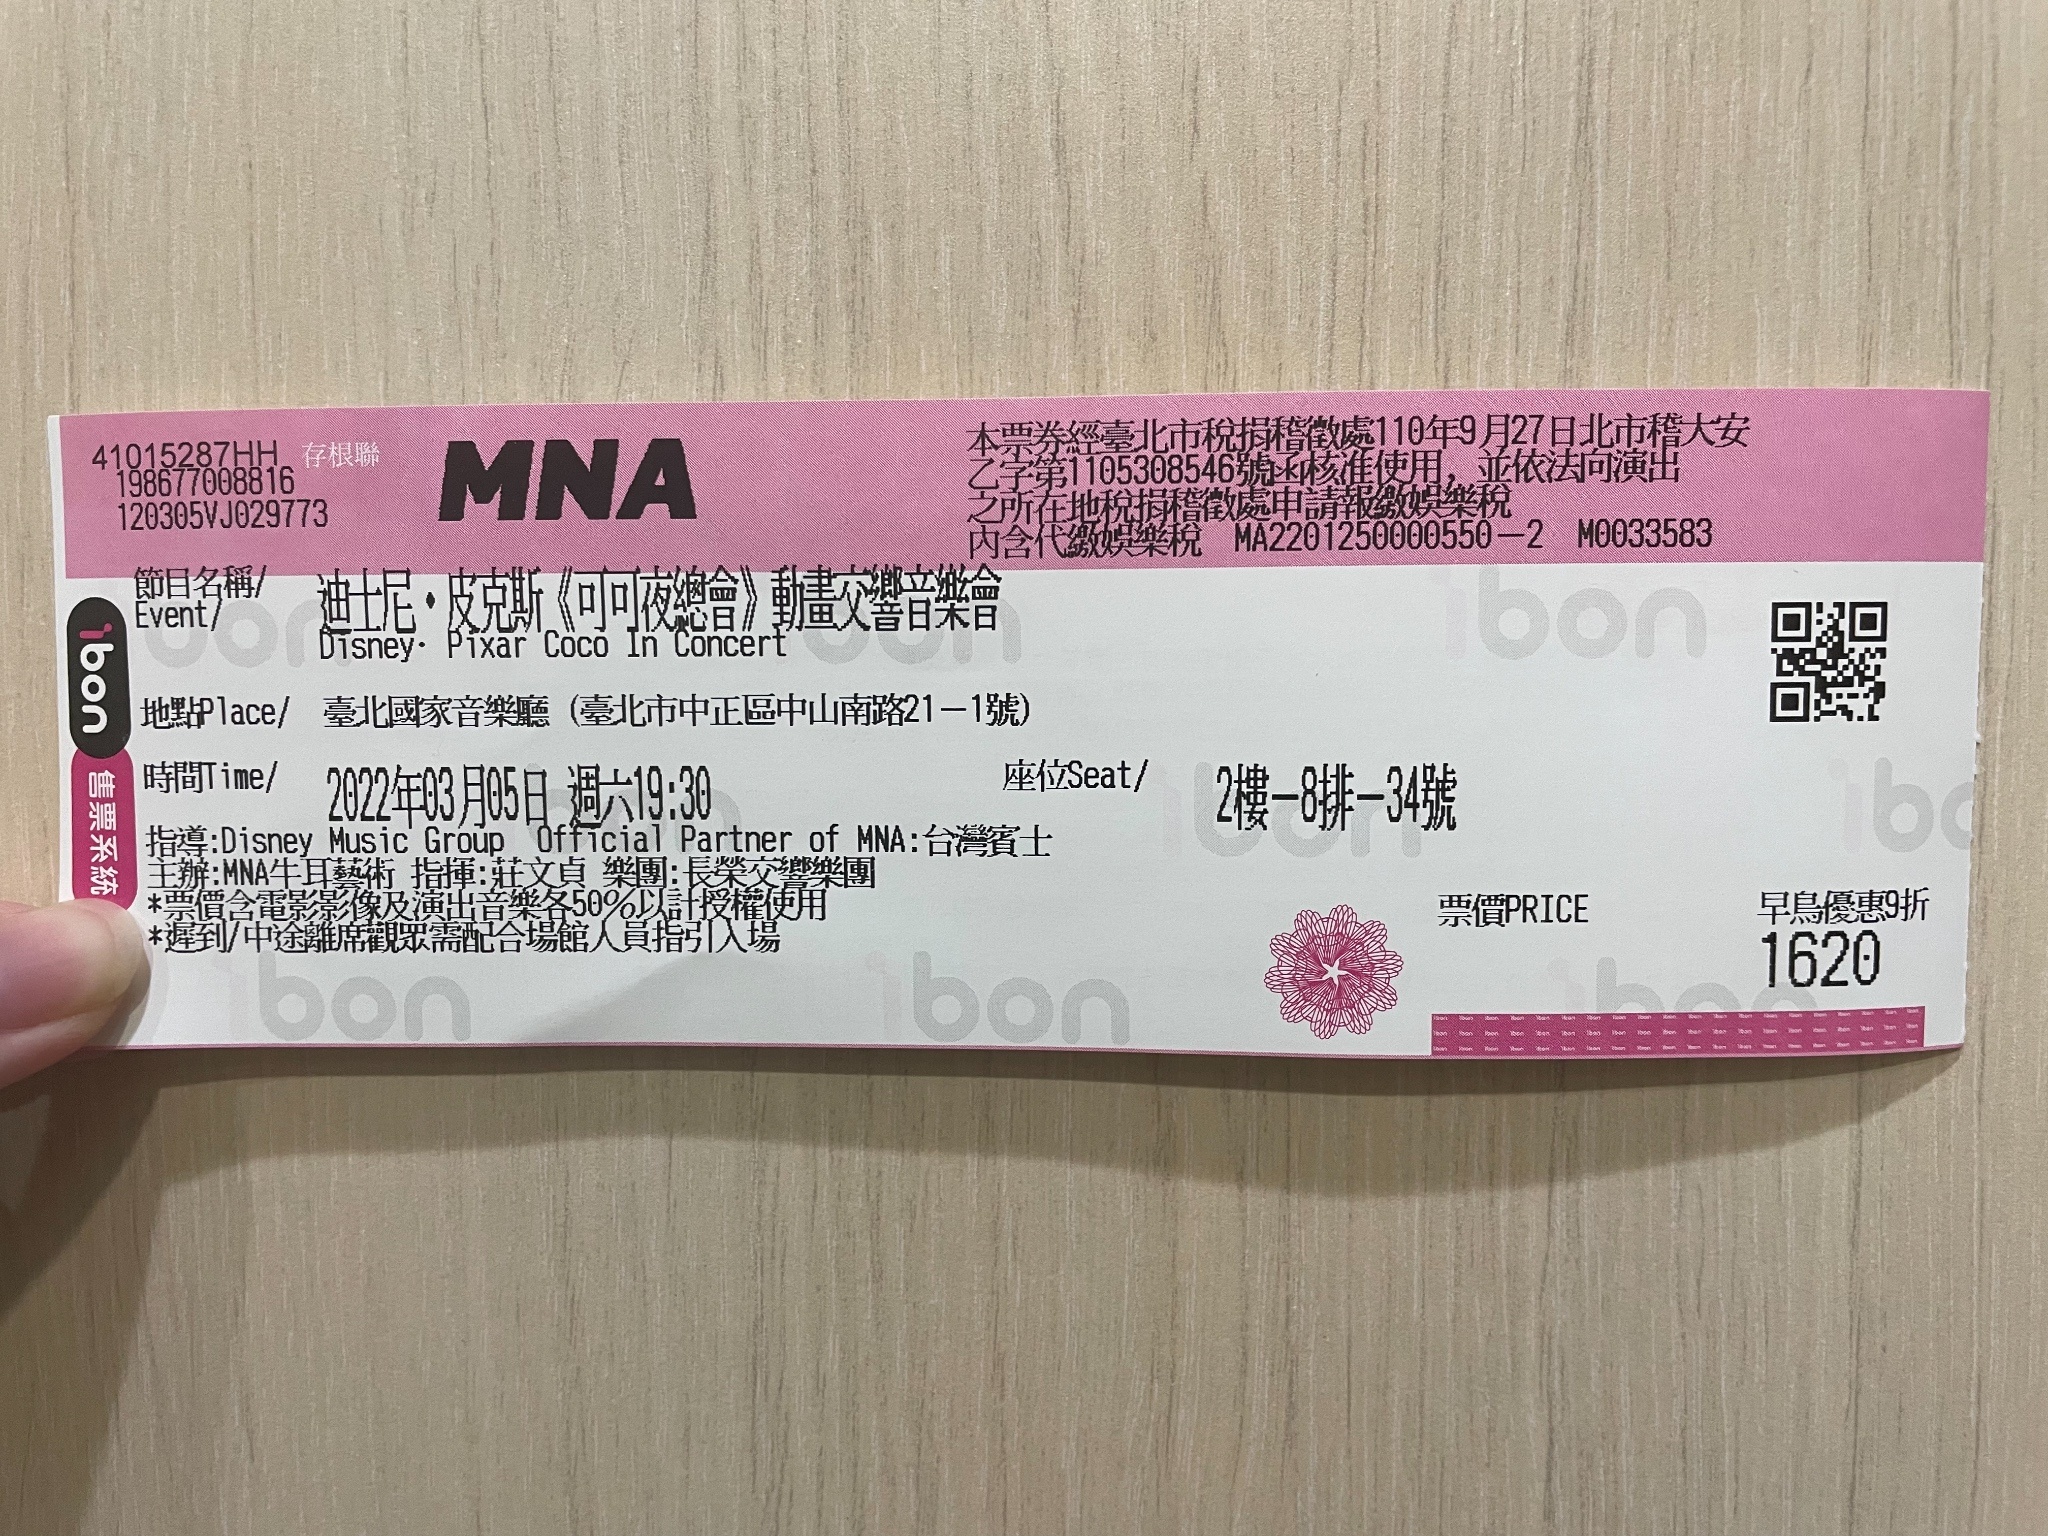 41015287HH 存根聯
198677008816
120305VJ029773
MNA
本票券經臺北市稅捐稽徵處110年9月27日北市稽大安
乙字第1105308546號函核准使用，並依法向演出
之所在地稅捐稽徵處申請報繳娛樂稅
內含代繳娛樂稅 MA2201250000550-2 M0033583
節目名稱/
Event/
迪士尼・皮克斯《可可夜總會》動畫交響音樂會
Disney・ Pixar Coco In Concert
地點Place/ 臺北國家音樂廳 (臺北市中正區中山南路21-1號)
時間Time/ 2022年03月05日 週六19:30 座位Seat/ 2樓-8排-34號
指導:Disney Music Group Official Partner of MNA:台灣賓士
主辦:MNA牛耳藝術 指揮:莊文貞 樂團:長榮交響樂團
*票價含電影影像及演出音樂各50%以計授權使用
*遲到/中途離席觀眾需配合場館人員指引入場
票價PRICE 早鳥優惠9折
1620
ibon
售票系統